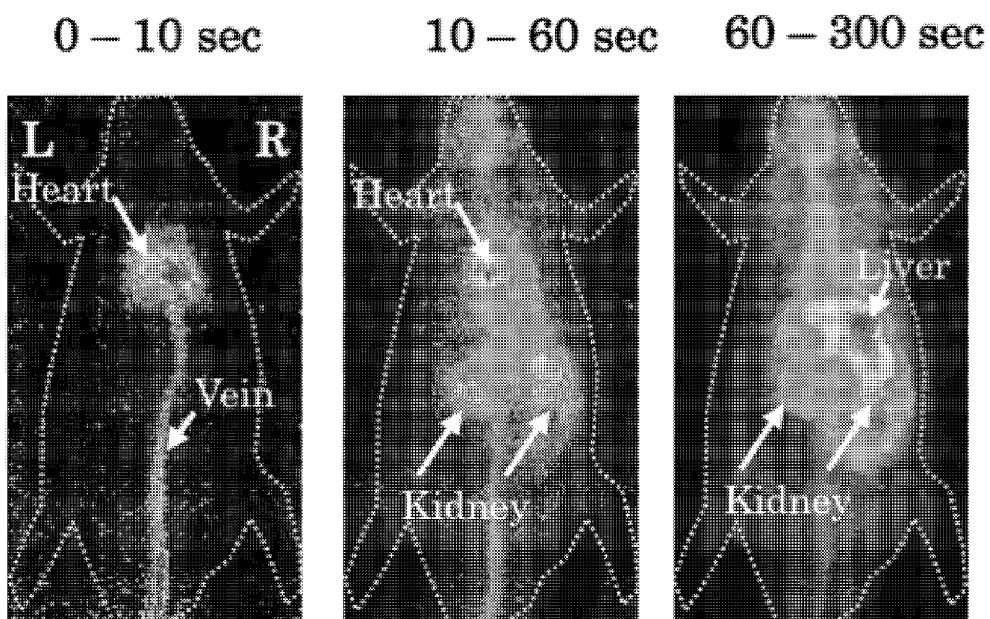 0 – 10 sec
10 – 60 sec
60 – 300 sec
L
R
Heart
Vein
Heart
Kidney
Liver
Kidney